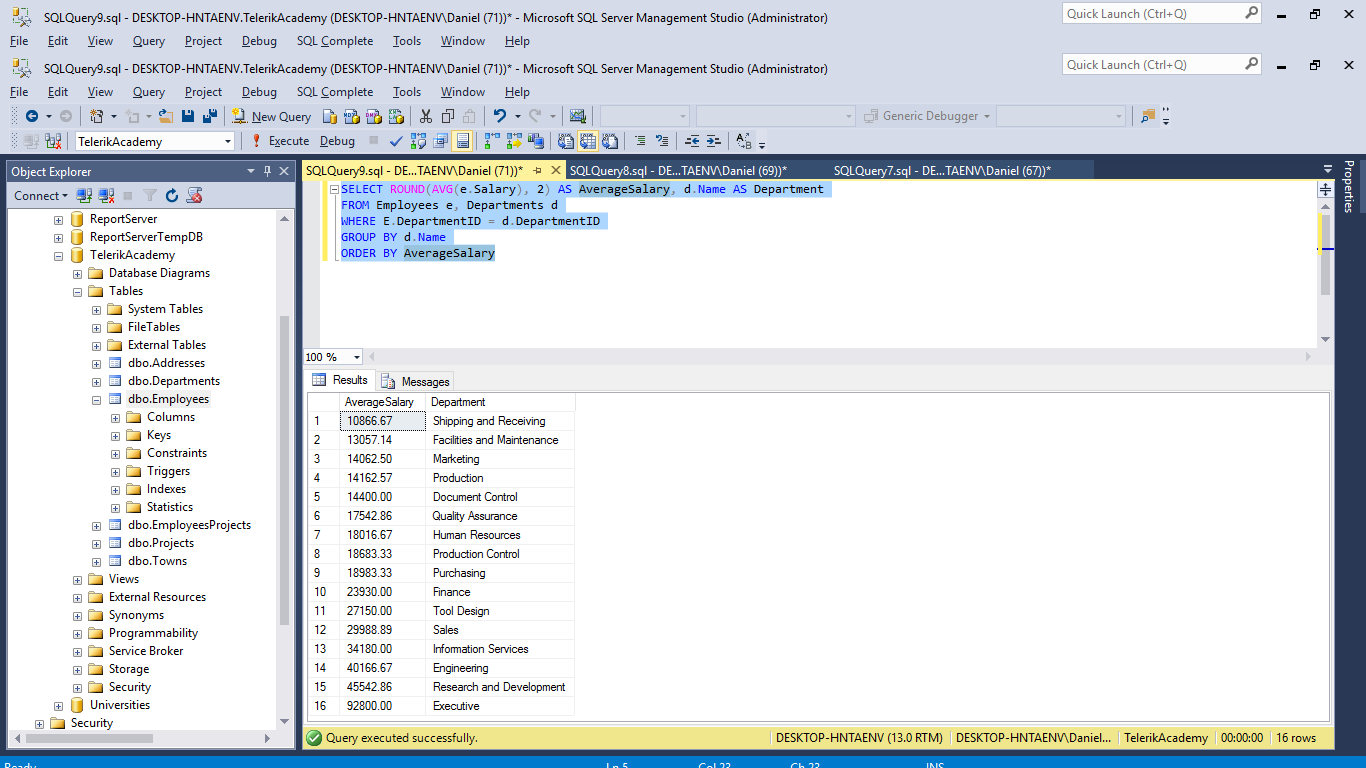 SQLQuery9.sql - DESKTOP-HNTAENV.TelerikAcademy (DESKTOP-HNTAENV\Daniel (71))* - Microsoft SQL Server Management Studio (Administrator)
Quick Launch (Ctrl+Q)
File Edit View Query Project Debug SQL Complete Tools Window Help
SQLQuery9.sql - DESKTOP-HNTAENV.TelerikAcademy (DESKTOP-HNTAENV\Daniel (71))* - Microsoft SQL Server Management Studio (Administrator)
Quick Launch (Ctrl+Q)
File Edit View Query Project Debug SQL Complete Tools Window Help
New Query Generic Debugger
TelerikAcademy Execute Debug
Object Explorer
Connect
ReportServer
ReportServerTempDB
TelerikAcademy
Database Diagrams
Tables
System Tables
FileTables
External Tables
dbo.Addresses
dbo.Departments
dbo.Employees
Columns
Keys
Constraints
Triggers
Indexes
Statistics
dbo.EmployeesProjects
dbo.Projects
dbo.Towns
Views
External Resources
Synonyms
Programmability
Service Broker
Storage
Security
Universities
Security
SQLQuery9.sql - DE...TAENV\Daniel (71))* SQLQuery8.sql - DE...TAENV\Daniel (69))* SQLQuery7.sql - DE...TAENV\Daniel (67))*
SELECT ROUND(AVG(e.Salary), 2) AS AverageSalary, d.Name AS Department
FROM Employees e, Departments d
WHERE E.DepartmentID = d.DepartmentID
GROUP BY d.Name
ORDER BY AverageSalary
100 %
Results Messages
AverageSalary Department
1 10866.67 Shipping and Receiving
2 13057.14 Facilities and Maintenance
3 14062.50 Marketing
4 14162.57 Production
5 14400.00 Document Control
6 17542.86 Quality Assurance
7 18016.67 Human Resources
8 18683.33 Production Control
9 18983.33 Purchasing
10 23930.00 Finance
11 27150.00 Tool Design
12 29988.89 Sales
13 34180.00 Information Services
14 40166.67 Engineering
15 45542.86 Research and Development
16 92800.00 Executive
Query executed successfully. DESKTOP-HNTAENV (13.0 RTM) DESKTOP-HNTAENV\Daniel... TelerikAcademy 00:00:00 16 rows
Properties
Ready Ln 5 Col 23 Ch 23 INS